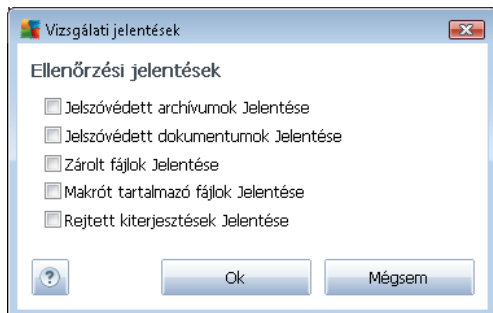 Vizsgálati jelentések
Ellenőrzési jelentések
Jelszóvédett archívumok Jelentése
Jelszóvédett dokumentumok Jelentése
Zárolt fájlok Jelentése
Makrót tartalmazó fájlok Jelentése
Rejtett kiterjesztések Jelentése
? Ok Mégsem